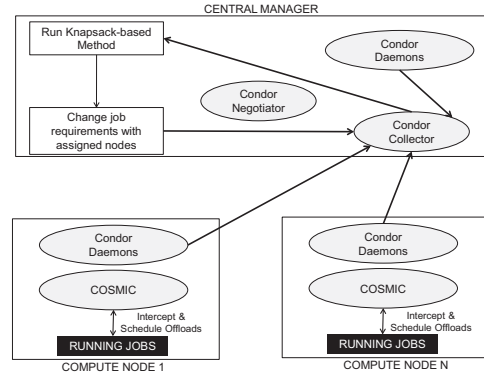 CENTRAL MANAGER
Run Knapsack-based
Method
Condor
Daemons
Condor
Negotiator
Change job
requirements with
assigned nodes
Condor
Collector
Condor
Daemons
COSMIC
Intercept &
Schedule Offloads
RUNNING JOBS
COMPUTE NODE 1
Condor
Daemons
COSMIC
Intercept &
Schedule Offloads
RUNNING JOBS
COMPUTE NODE N